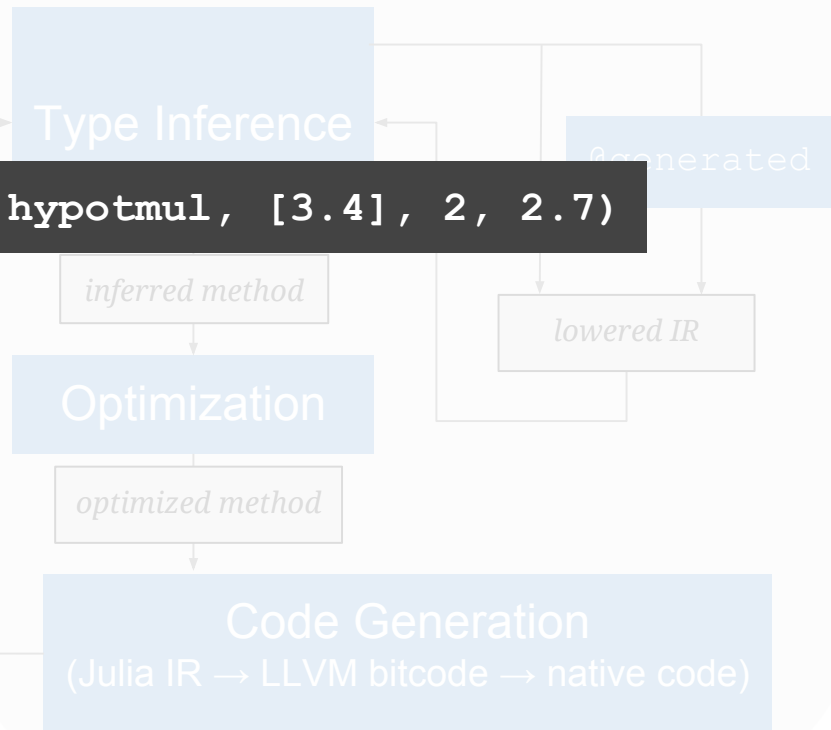 Type Inference
@generated
hypotmul, [3.4], 2, 2.7)
inferred method
lowered IR
Optimization
optimized method
Code Generation
(Julia IR → LLVM bitcode → native code)